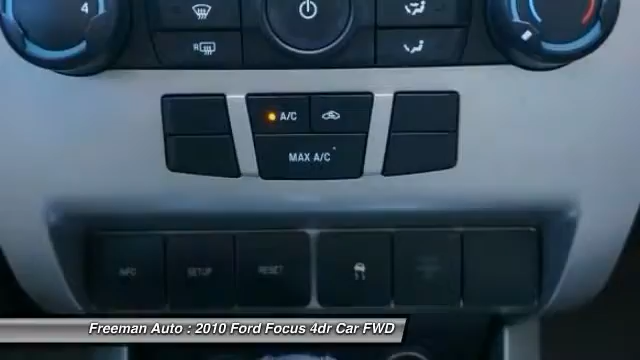 4
R
A/C
MAX A/C
INFO SETUP RESET
Freeman Auto : 2010 Ford Focus 4dr Car FWD